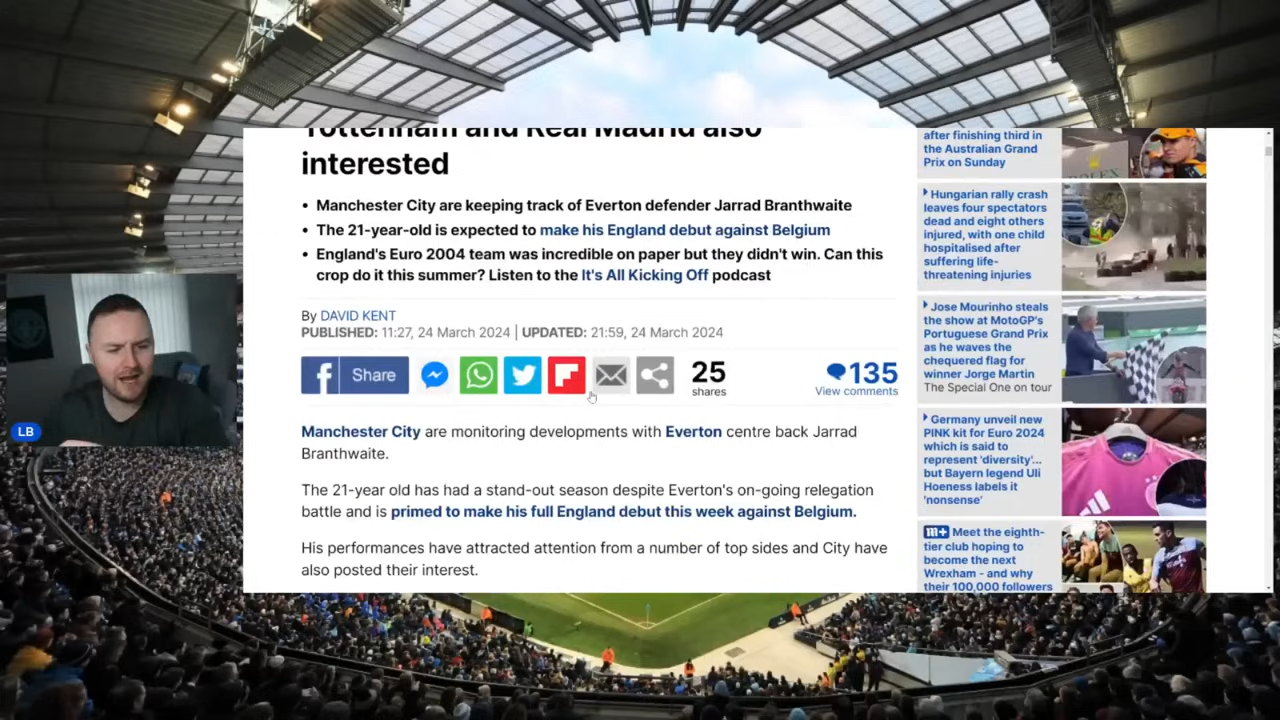 Tottenham and Real Madrid also
interested
• Manchester City are keeping track of Everton defender Jarrad Branthwaite
• The 21-year-old is expected to make his England debut against Belgium
• England's Euro 2004 team was incredible on paper but they didn't win. Can this
crop do it this summer? Listen to the It's All Kicking Off podcast
By DAVID KENT
PUBLISHED: 11:27, 24 March 2024 | UPDATED: 21:59, 24 March 2024
Share
25
shares
135
View comments
Manchester City are monitoring developments with Everton centre back Jarrad
Branthwaite.
The 21-year old has had a stand-out season despite Everton's on-going relegation
battle and is primed to make his full England debut this week against Belgium.
His performances have attracted attention from a number of top sides and City have
also posted their interest.
after finishing third in
the Australian Grand
Prix on Sunday
ROLEX
Hungarian rally crash
leaves four spectators
dead and eight others
injured, with one child
hospitalised after
suffering life-
threatening injuries
Jose Mourinho steals
the show at MotoGP's
Portuguese Grand Prix
as he waves the
chequered flag for
winner Jorge Martin
The Special One on tour
Germany unveil new
PINK kit for Euro 2024
which is said to
represent 'diversity'...
but Bayern legend Uli
Hoeness labels it
'nonsense'
m+ Meet the eighth-
tier club hoping to
become the next
Wrexham - and why
their 100,000 followers
LB